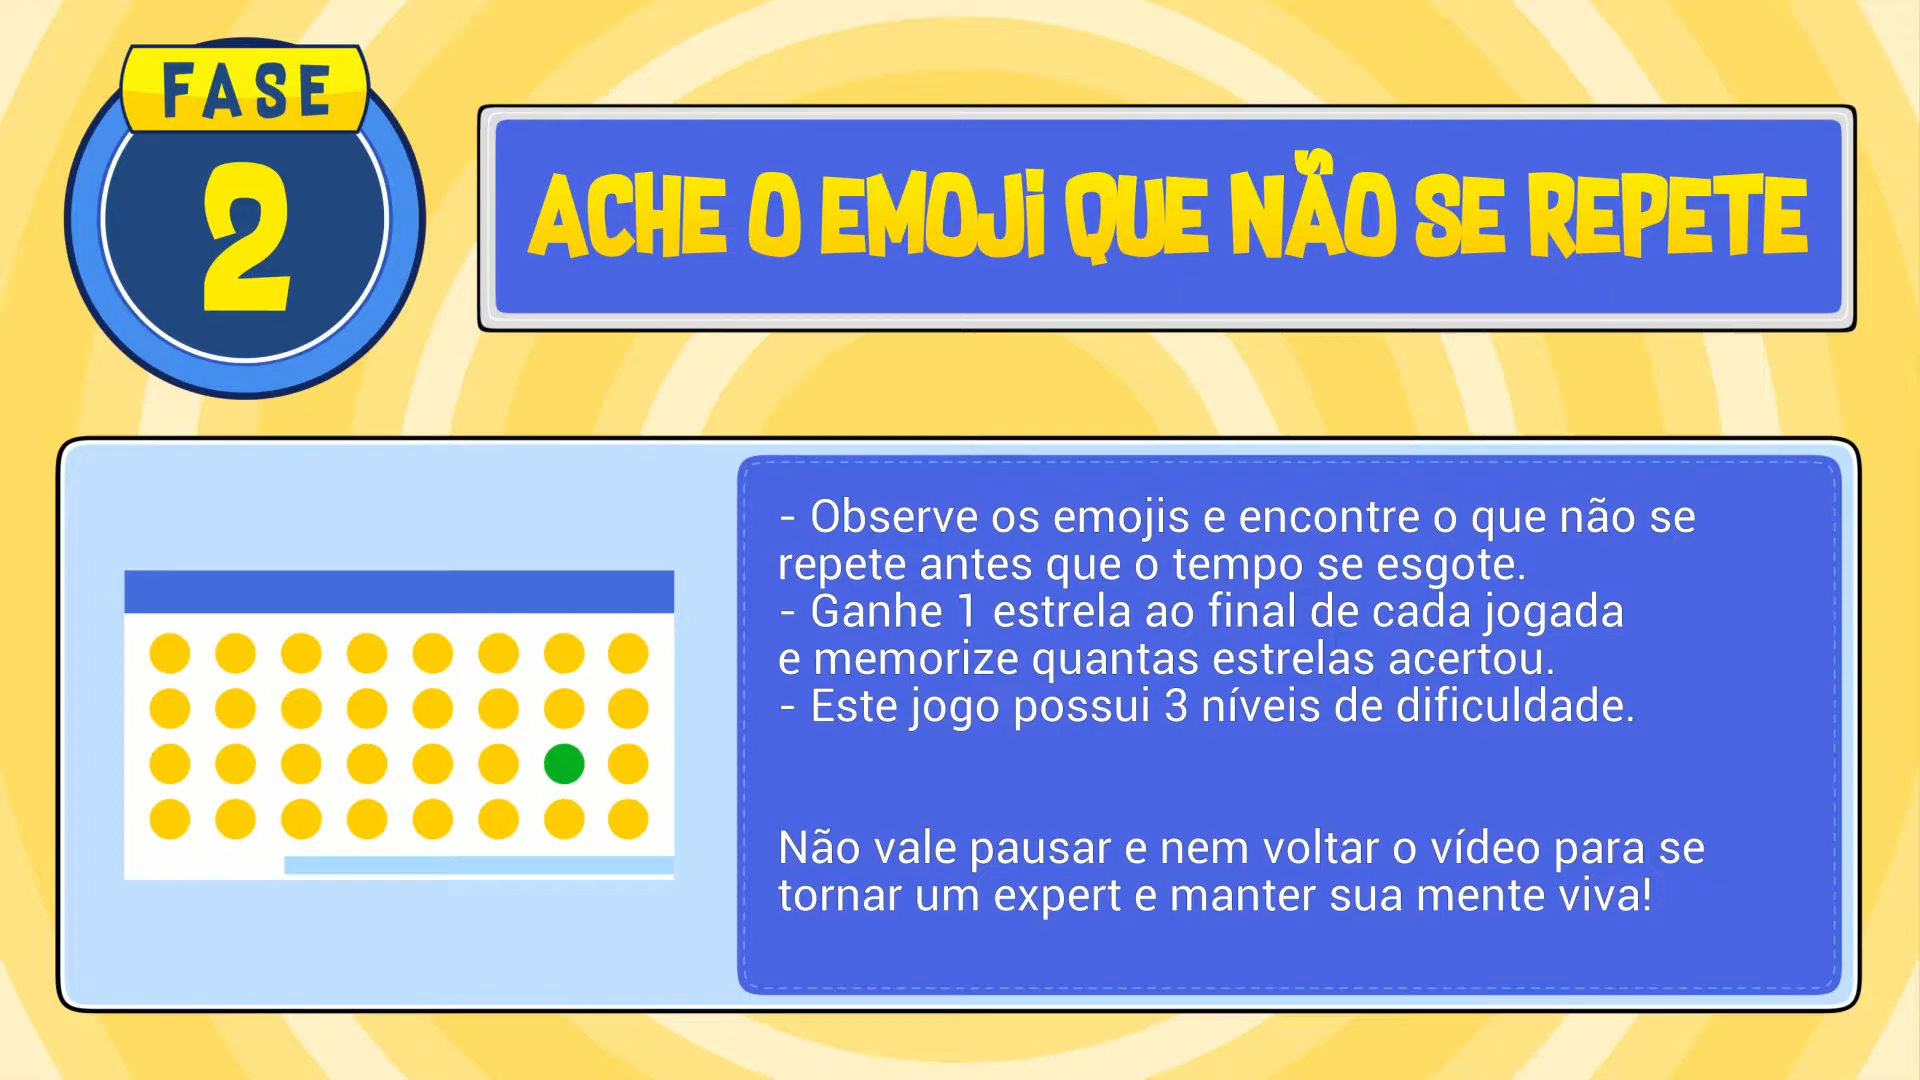 FASE
2
ACHE O EMOJI QUE NÃO SE REPETE
- Observe os emojis e encontre o que não se
repete antes que o tempo se esgote.
- Ganhe 1 estrela ao final de cada jogada
e memorize quantas estrelas acertou.
- Este jogo possui 3 níveis de dificuldade.
Não vale pausar e nem voltar o vídeo para se
tornar um expert e manter sua mente viva!